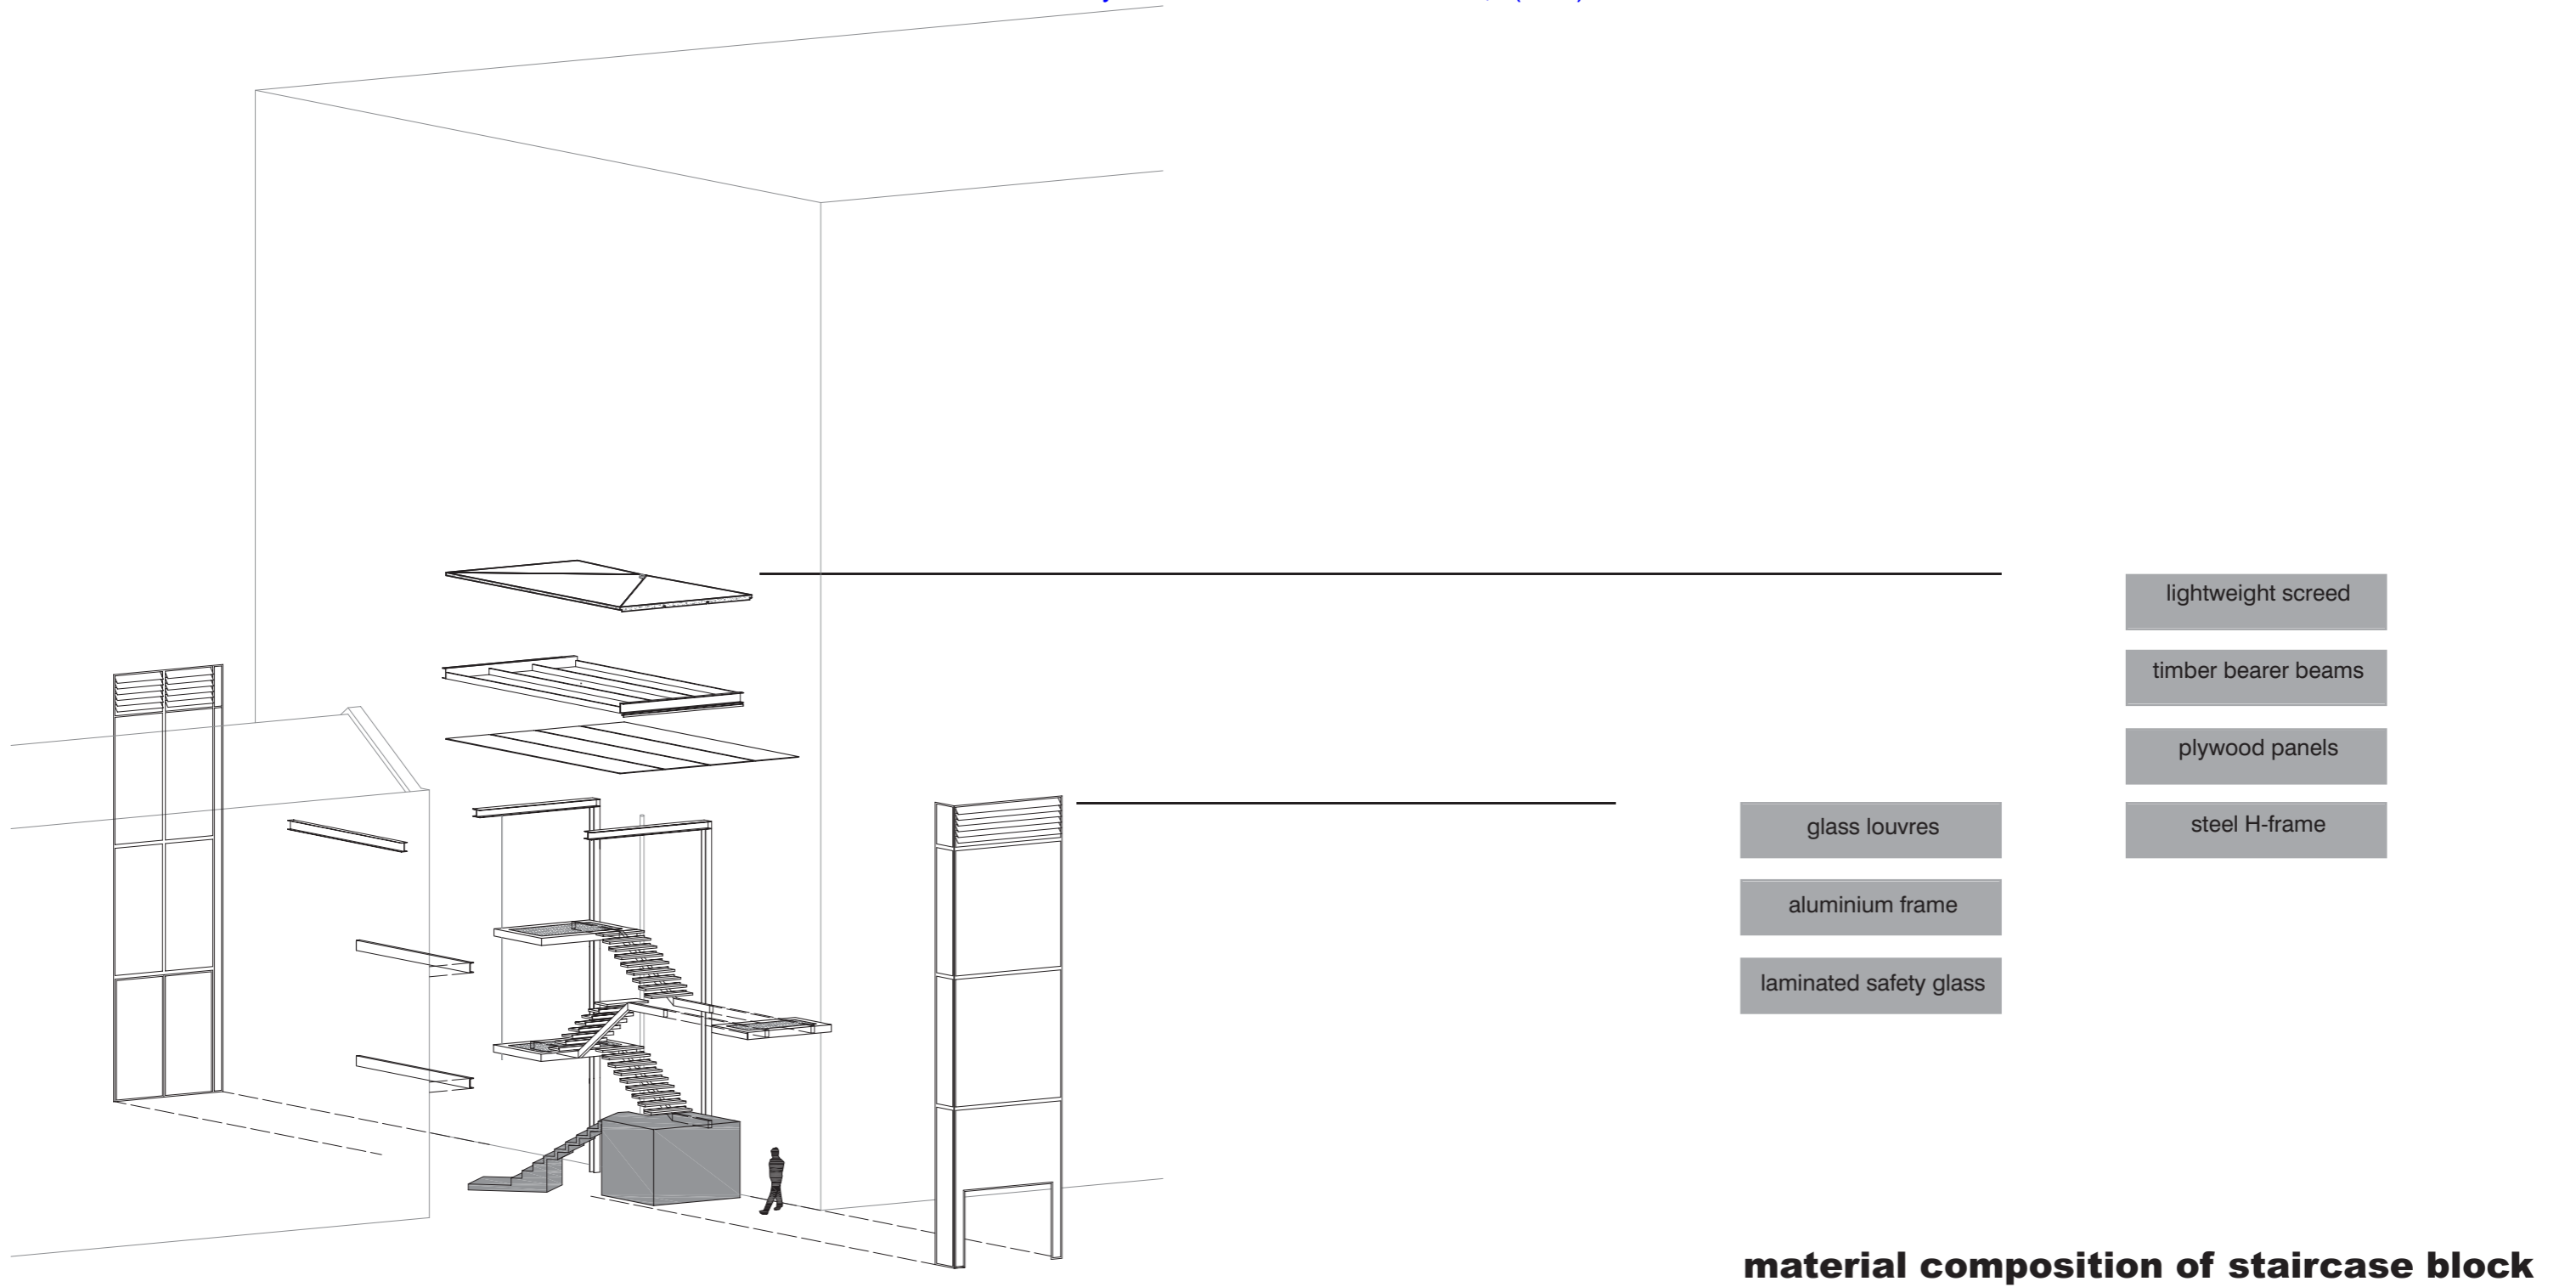 lightweight screed
timber bearer beams
plywood panels
steel H-frame
glass louvres
aluminium frame
laminated safety glass
material composition of staircase block